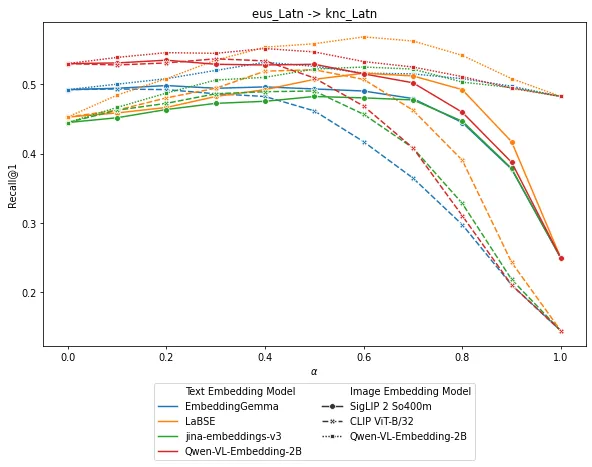 eus_Latn -> knc_Latn
Recall@1
0.5
0.4
0.3
0.2
0.0 0.2 0.4 0.6 0.8 1.0
α
Text Embedding Model Image Embedding Model
EmbeddingGemma SigLIP 2 So400m
LaBSE CLIP ViT-B/32
jina-embeddings-v3 Qwen-VL-Embedding-2B
Qwen-VL-Embedding-2B